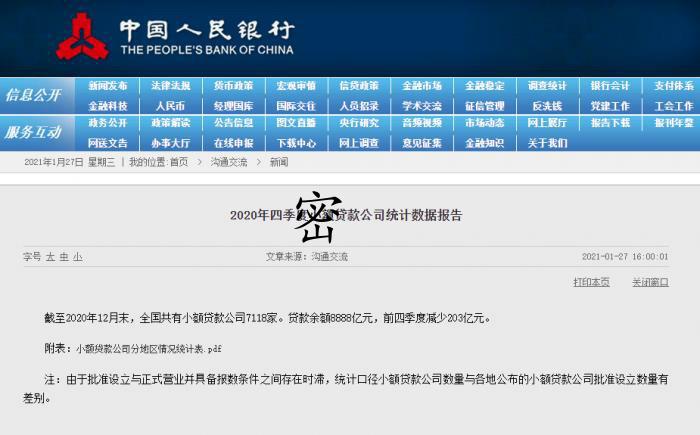 中国人民银行
THE PEOPLE'S BANK OF CHINA
信息公开 新闻发布 法律法规 货币政策 宏观审慎 信贷政策 金融市场 金融稳定 调查统计 银行会计 支付体系
金融科技 人民币 经理国库 国际交往 人员招录 学术交流 征信管理 反洗钱 党建工作 工会工作
服务互动 政务公开 政策解读 公告信息 图文直播 央行研究 音频视频 市场动态 网上展厅 报告下载 报刊年鉴
网送文告 办事大厅 在线申报 下载中心 网上调查 意见征集 金融知识 关于我们
2021年1月27日 星期三 | 我的位置:首页 > 沟通交流 > 新闻
密
2020年四季度小额贷款公司统计数据报告
字号 大 中 小 文章来源：沟通交流 2021-01-27 16:00:01
打印本页 关闭窗口
截至2020年12月末，全国共有小额贷款公司7118家。贷款余额8888亿元，前四季度减少203亿元。
附表：小额贷款公司分地区情况统计表.pdf
注：由于批准设立与正式营业并具备报数条件之间存在时滞，统计口径小额贷款公司数量与各地公布的小额贷款公司批准设立数量有
差别。